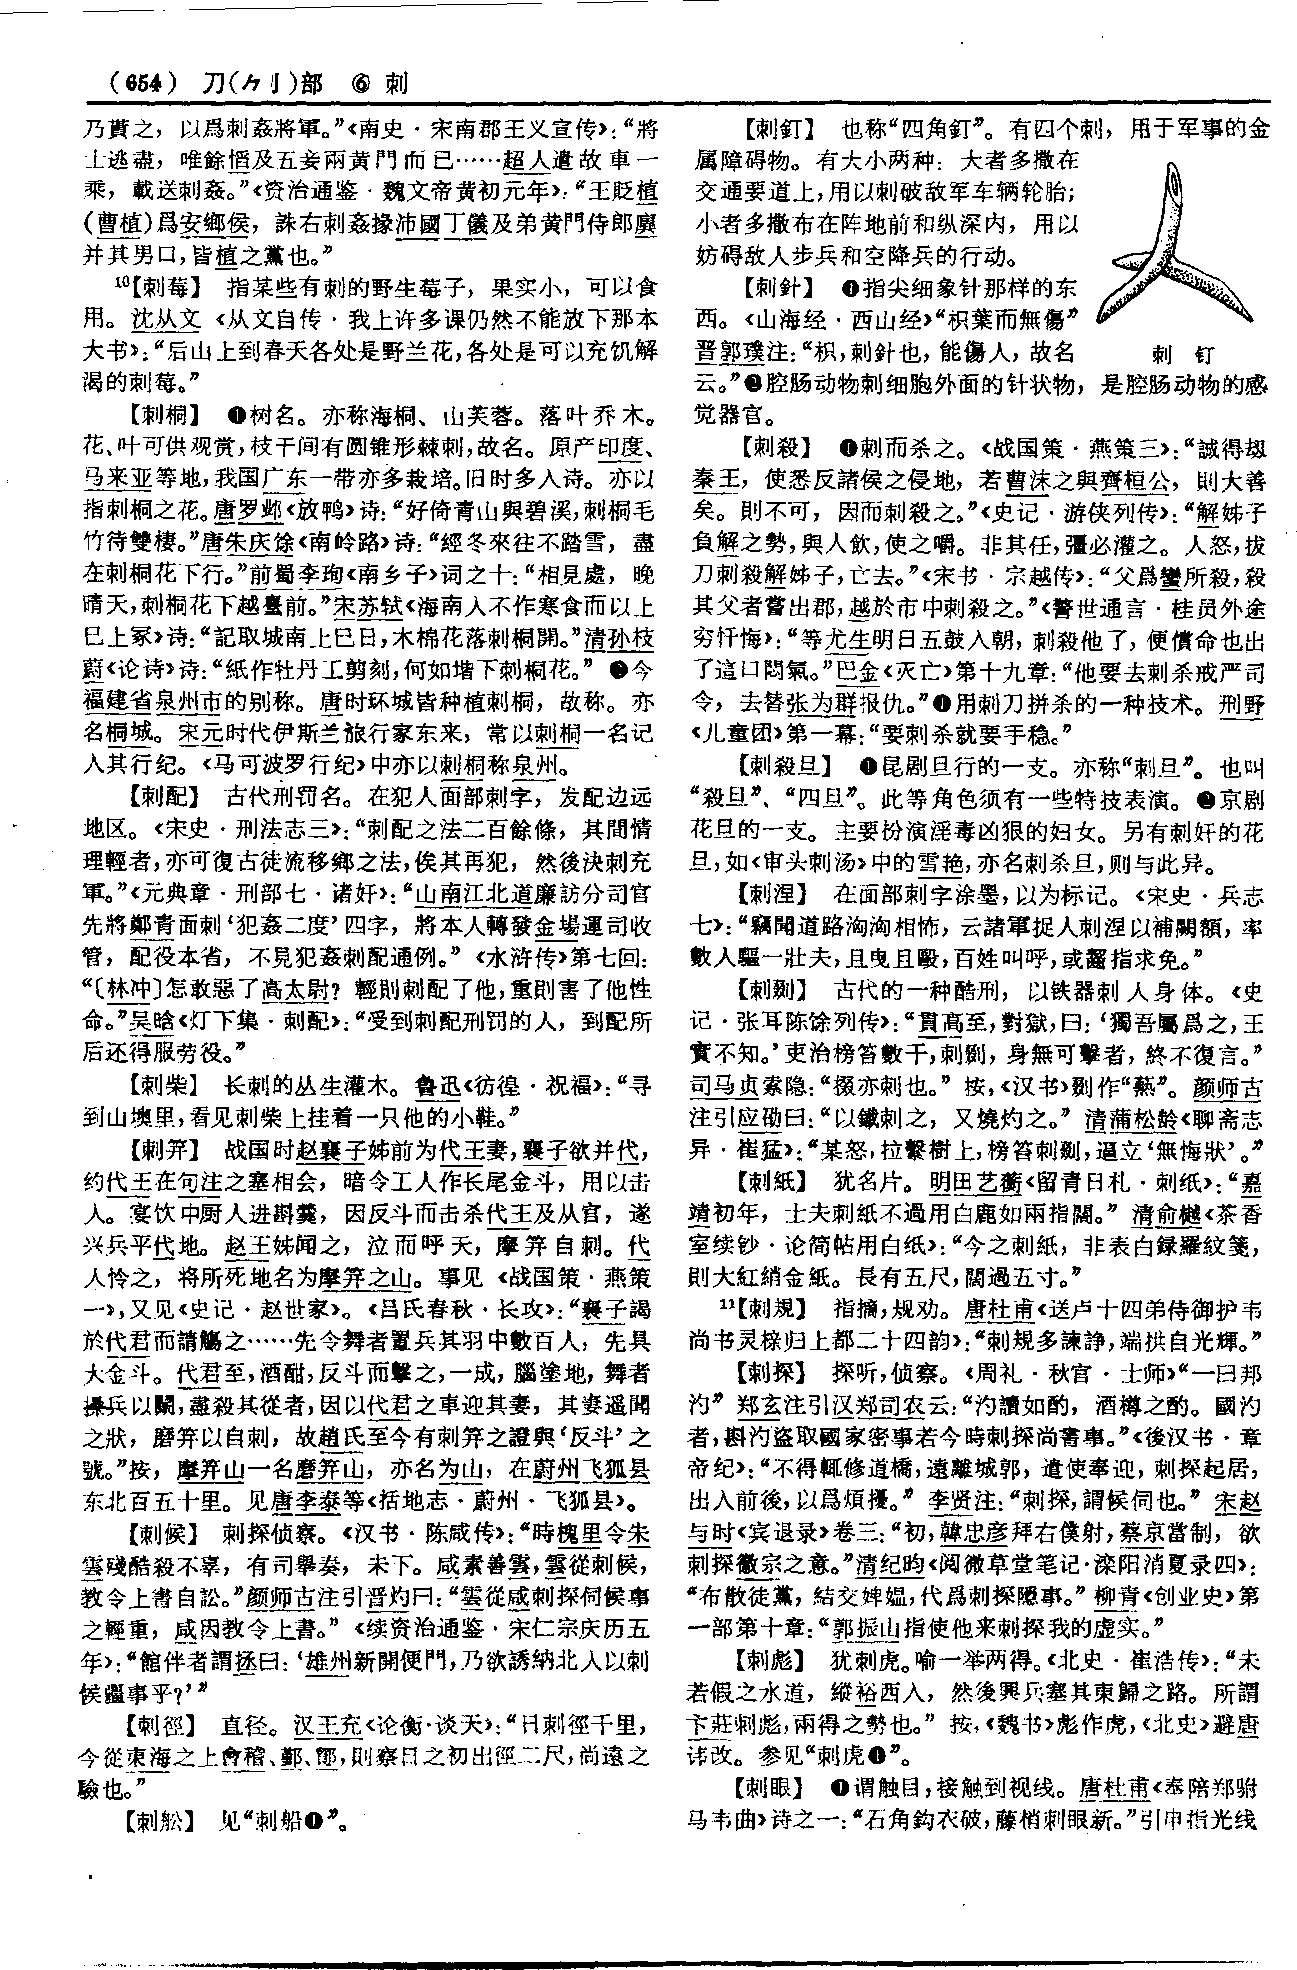 （654） 刀(⺈刂)部 ⑥ 刺
乃賁之，以爲刺姦將軍。”《南史·宋南郡王义宣传》：“將
士逃盡，唯餘慆及五妾兩黃門而已……超人遣故車一
乘，載送刺姦。”《资治通鉴·魏文帝黄初元年》：“王貶植
(曹植)爲安鄉侯，誅右刺姦掾沛國丁儀及弟黄門侍郎廙
并其男口，皆植之黨也。”
¹⁰【刺莓】 指某些有刺的野生莓子，果实小，可以食
用。沈从文《从文自传·我上许多课仍然不能放下那本
大书》：“后山上到春天各处是野兰花，各处是可以充饥解
渴的刺莓。”
【刺桐】 ❶树名。亦称海桐、山芙蓉。落叶乔木。
花、叶可供观赏，枝干间有圆锥形棘刺，故名。原产印度、
马来亚等地，我国广东一带亦多栽培。旧时多入诗。亦以
指刺桐之花。唐罗邺《放鸭》诗：“好倚青山與碧溪，刺桐毛
竹待雙棲。”唐朱庆馀《南岭路》诗：“經冬來往不踏雪，盡
在刺桐花下行。”前蜀李珣《南乡子》词之十：“相見處，晚
晴天，刺桐花下越臺前。”宋苏轼《海南人不作寒食而以上
巳上冢》诗：“記取城南上巳日，木棉花落刺桐開。”清孙枝
蔚《论诗》诗：“紙作牡丹工剪刻，何如堦下刺桐花。” ❷今
福建省泉州市的别称。唐时环城皆种植刺桐，故称。亦
名桐城。宋元时代伊斯兰旅行家东来，常以刺桐一名记
入其行纪。《马可波罗行纪》中亦以刺桐称泉州。
【刺配】 古代刑罚名。在犯人面部刺字，发配边远
地区。《宋史·刑法志三》：“刺配之法二百餘條，其間情
理輕者，亦可復古徒流移鄉之法，俟其再犯，然後決刺充
軍。”《元典章·刑部七·诸奸》：“山南江北道廉訪分司官
先將鄭青面刺‘犯姦二度’四字，將本人轉發金場運司收
管，配役本省，不見犯姦刺配通例。”《水浒传》第七回：
“〔林冲〕怎敢惡了高太尉？輕則刺配了他，重則害了他性
命。”吴晗《灯下集·刺配》：“受到刺配刑罚的人，到配所
后还得服劳役。”
【刺柴】 长刺的丛生灌木。鲁迅《彷徨·祝福》：“寻
到山墺里，看见刺柴上挂着一只他的小鞋。”
【刺笄】 战国时赵襄子姊前为代王妻，襄子欲并代，
约代王在句注之塞相会，暗令工人作长尾金斗，用以击
人。宴饮中厨人进斟羹，因反斗而击杀代王及从官，遂
兴兵平代地。赵王姊闻之，泣而呼天，摩笄自刺。代
人怜之，将所死地名为摩笄之山。事见《战国策·燕策
一》，又见《史记·赵世家》。《吕氏春秋·长攻》：“襄子謁
於代君而請觴之……先令舞者置兵其羽中數百人，先具
大金斗。代君至，酒酣，反斗而擊之，一成，腦塗地，舞者
操兵以鬭，盡殺其從者，因以代君之車迎其妻，其妻遥聞
之狀，磨笄以自刺，故趙氏至今有刺笄之證與‘反斗’之
號。”按，摩笄山一名磨笄山，亦名为山，在蔚州飞狐县
东北百五十里。见唐李泰等《括地志·蔚州·飞狐县》。
【刺候】 刺探侦察。《汉书·陈咸传》：“時槐里令朱
雲殘酷殺不辜，有司舉奏，未下。咸素善雲，雲從刺候，
教令上書自訟。”颜师古注引晋灼曰：“雲從咸刺探伺候事
之輕重，咸因教令上書。”《续资治通鉴·宋仁宗庆历五
年》：“館伴者謂拯曰：‘雄州新開便門，乃欲誘納北人以刺
候疆事乎？’”
【刺徑】 直径。汉王充《论衡·谈天》：“日刺徑千里，
今從東海之上會稽、鄞、鄮，則察日之初出徑二尺，尚遠之
驗也。”
【刺舩】 见“刺船❶”。
【刺釘】 也称“四角釘”。有四个刺，用于军事的金
属障碍物。有大小两种：大者多撒在
交通要道上，用以刺破敌军车辆轮胎；
小者多撒布在阵地前和纵深内，用以
妨碍敌人步兵和空降兵的行动。
【刺針】 ❶指尖细象针那样的东
西。《山海经·西山经》“枳葉而無傷”
晋郭璞注：“枳，刺針也，能傷人，故名
云。”❷腔肠动物刺细胞外面的针状物，是腔肠动物的感
觉器官。
刺 钉
【刺殺】 ❶刺而杀之。《战国策·燕策三》：“誠得刼
秦王，使悉反諸侯之侵地，若曹沫之與齊桓公，則大善
矣。則不可，因而刺殺之。”《史记·游侠列传》：“解姊子
負解之勢，與人飲，使之嚼。非其任，彊必灌之。人怒，拔
刀刺殺解姊子，亡去。”《宋书·宗越传》：“父爲蠻所殺，殺
其父者嘗出郡，越於市中刺殺之。”《警世通言·桂员外途
穷忏悔》：“等尤生明日五鼓入朝，刺殺他了，便償命也出
了這口悶氣。”巴金《灭亡》第十九章：“他要去刺杀戒严司
令，去替张为群报仇。”❶用刺刀拼杀的一种技术。刑野
《儿童团》第一幕：“要刺杀就要手稳。”
【刺殺旦】 ❶昆剧旦行的一支。亦称“刺旦”。也叫
“殺旦”、“四旦”。此等角色须有一些特技表演。❷京剧
花旦的一支。主要扮演淫毒凶狠的妇女。另有刺奸的花
旦，如《审头刺汤》中的雪艳，亦名刺杀旦，则与此异。
【刺涅】 在面部刺字涂墨，以为标记。《宋史·兵志
七》：“竊聞道路洶洶相怖，云諸軍捉人刺涅以補闕額，率
數人驅一壯夫，且曳且毆，百姓叫呼，或齧指求免。”
【刺剟】 古代的一种酷刑，以铁器刺人身体。《史
记·张耳陈馀列传》：“貫高至，對獄，曰：‘獨吾屬爲之，王
實不知。’吏治榜笞數千，刺剟，身無可擊者，終不復言。”
司马贞索隐：“掇亦刺也。”按，《汉书》剟作“爇”。颜师古
注引应劭曰：“以鐵刺之，又燒灼之。”清蒲松龄《聊斋志
异·崔猛》：“某怒，拉繫樹上，榜笞刺剟，逼立‘無悔狀’。”
【刺紙】 犹名片。明田艺蘅《留青日札·刺纸》：“嘉
靖初年，士夫刺紙不過用白鹿如兩指闊。”清俞樾《茶香
室续钞·论简帖用白纸》：“今之刺紙，非表白録羅紋箋，
則大紅綃金紙。長有五尺，闊過五寸。”
¹¹【刺規】 指摘，规劝。唐杜甫《送卢十四弟侍御护韦
尚书灵榇归上都二十四韵》：“刺規多諫諍，端拱自光輝。”
【刺探】 探听，侦察。《周礼·秋官·士师》“一曰邦
汋”郑玄注引汉郑司农云：“汋讀如酌，酒樽之酌。國汋
者，斟汋盜取國家密事若今時刺探尚書事。”《後汉书·章
帝纪》：“不得輒修道橋，遠離城郭，遣使奉迎，刺探起居，
出入前後，以爲煩擾。”李贤注：“刺探，謂候伺也。”宋赵
与时《宾退录》卷三：“初，韓忠彦拜右僕射，蔡京當制，欲
刺探徽宗之意。”清纪昀《阅微草堂笔记·滦阳消夏录四》：
“布散徒黨，結交婢媪，代爲刺探隱事。”柳青《创业史》第
一部第十章：“郭振山指使他来刺探我的虚实。”
【刺彪】 犹刺虎。喻一举两得。《北史·崔浩传》：“未
若假之水道，縱裕西入，然後興兵塞其東歸之路。所謂
卞莊刺彪，兩得之勢也。”按，《魏书》彪作虎，《北史》避唐
讳改。参见“刺虎❶”。
【刺眼】 ❶谓触目，接触到视线。唐杜甫《奉陪郑驸
马韦曲》诗之一：“石角鈎衣破，藤梢刺眼新。”引申指光线